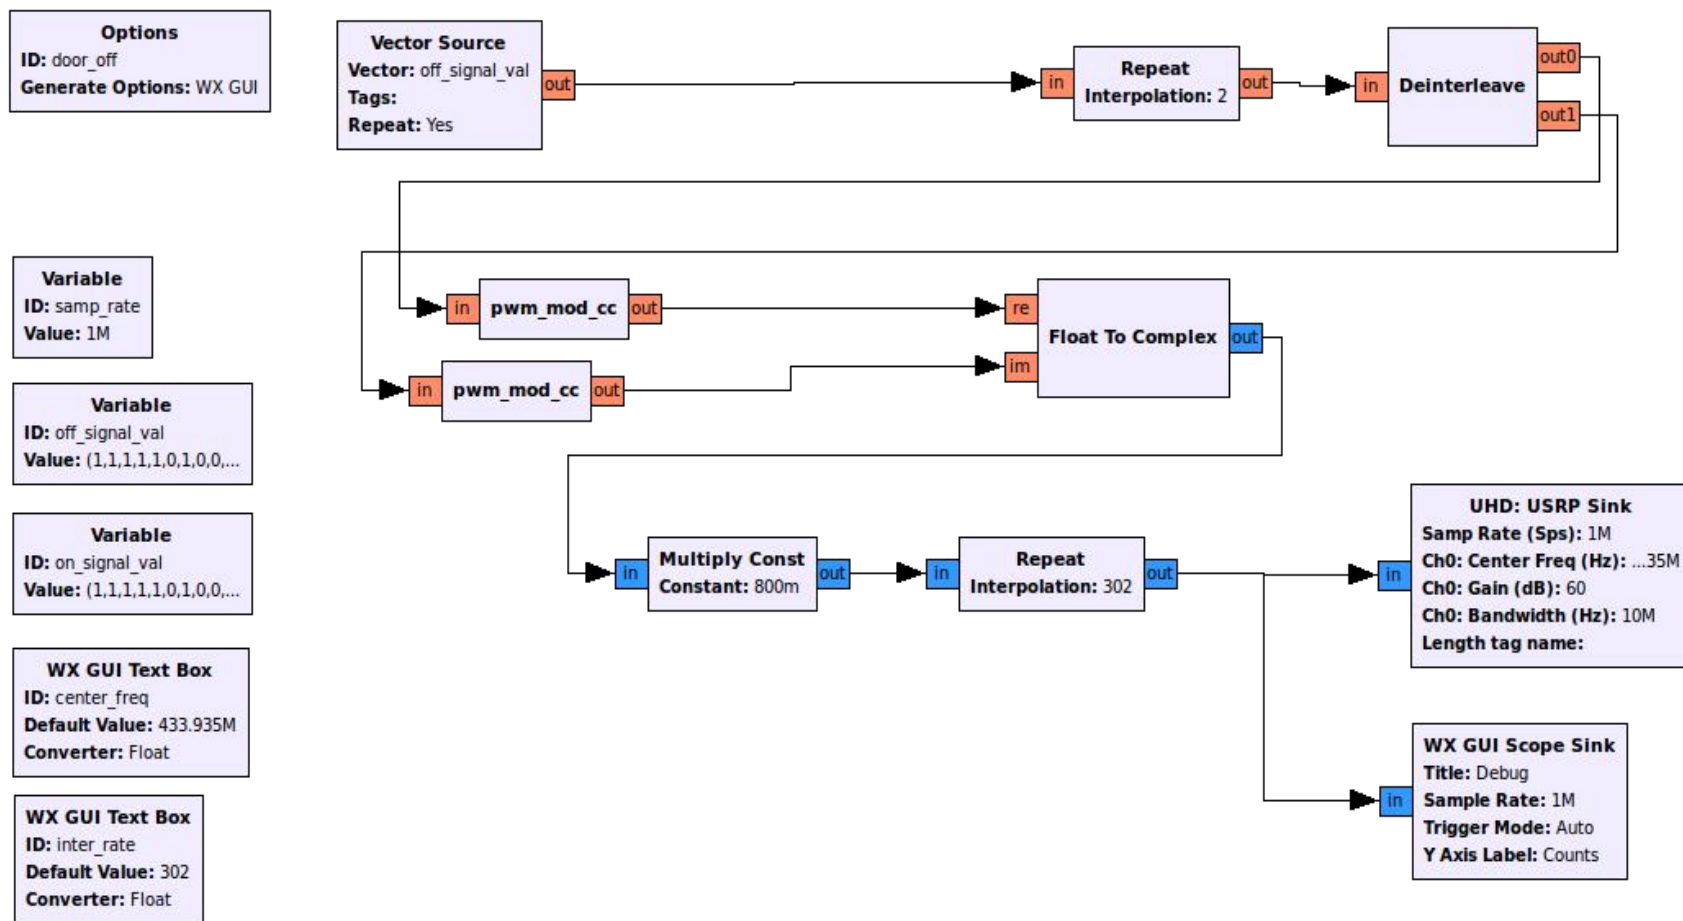 Options
ID: door_off
Generate Options: WX GUI
Vector Source
Vector: off_signal_val
Tags:
Repeat: Yes
out
in
Repeat
Interpolation: 2
out
in
Deinterleave
out0
out1
Variable
ID: samp_rate
Value: 1M
in
pwm_mod_cc
out
in
pwm_mod_cc
out
re
im
Float To Complex
out
Variable
ID: off_signal_val
Value: (1,1,1,1,1,0,1,0,0,...
Variable
ID: on_signal_val
Value: (1,1,1,1,1,0,1,0,0,...
in
Multiply Const
Constant: 800m
out
in
Repeat
Interpolation: 302
out
in
UHD: USRP Sink
Samp Rate (Sps): 1M
Ch0: Center Freq (Hz): ...35M
Ch0: Gain (dB): 60
Ch0: Bandwidth (Hz): 10M
Length tag name:
WX GUI Text Box
ID: center_freq
Default Value: 433.935M
Converter: Float
in
WX GUI Scope Sink
Title: Debug
Sample Rate: 1M
Trigger Mode: Auto
Y Axis Label: Counts
WX GUI Text Box
ID: inter_rate
Default Value: 302
Converter: Float